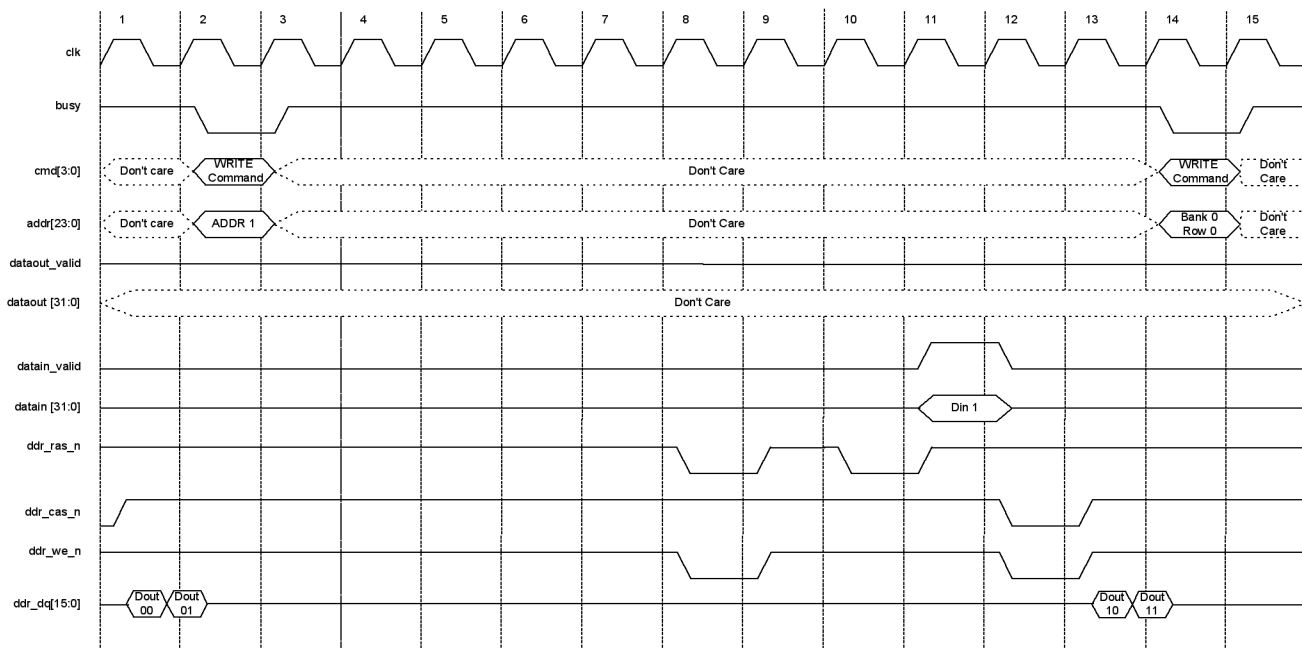 1 2 3 4 5 6 7 8 9 10 11 12 13 14 15
clk
busy
cmd[3:0] Don't care WRITE Command Don't Care WRITE Command Don't Care
addr[23:0] Don't care ADDR 1 Don't Care Bank 0 Row 0 Don't Care
dataout_valid
dataout [31:0] Don't Care
datain_valid
datain [31:0] Din 1
ddr_ras_n
ddr_cas_n
ddr_we_n
ddr_dq[15:0] Dout 00 Dout 01 Dout 10 Dout 11